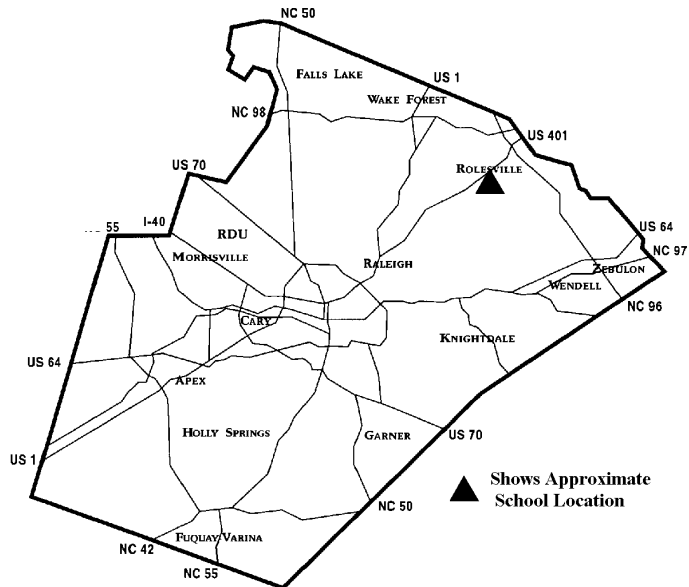 NC 50
FALLS LAKE
US 1
WAKE FOREST
NC 98
US 401
US 70
ROLESVILLE
55
I-40
RDU
US 64
MORRISVILLE
RALEIGH
NC 97
ZEBULON
WENDELL
NC 96
CARY
KNIGHTDALE
US 64
APEX
HOLLY SPRINGS
GARNER
US 70
US 1
Shows Approximate
School Location
NC 50
FUQUAY VARINA
NC 42
NC 55